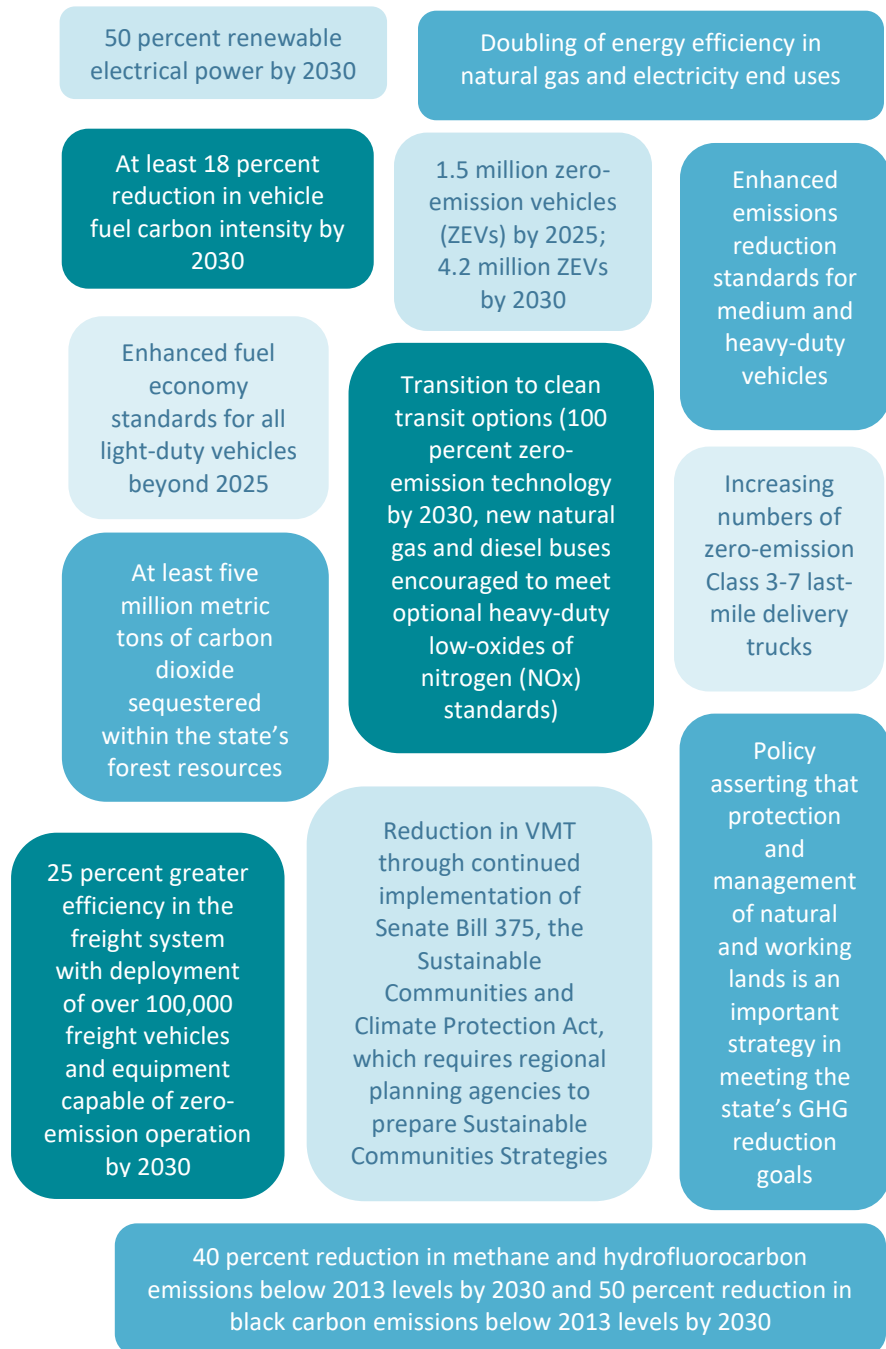 50 percent renewable
electrical power by 2030
Doubling of energy efficiency in
natural gas and electricity end uses
At least 18 percent
reduction in vehicle
fuel carbon intensity by
2030
1.5 million zero-
emission vehicles
(ZEVs) by 2025;
4.2 million ZEVs
by 2030
Enhanced
emissions
reduction
standards for
medium and
heavy-duty
vehicles
Enhanced fuel
economy
standards for all
light-duty vehicles
beyond 2025
Transition to clean
transit options (100
percent zero-
emission technology
by 2030, new natural
gas and diesel buses
encouraged to meet
optional heavy-duty
low-oxides of
nitrogen (NOx)
standards)
Increasing
numbers of
zero-emission
Class 3-7 last-
mile delivery
trucks
At least five
million metric
tons of carbon
dioxide
sequestered
within the state’s
forest resources
Policy
asserting that
protection
and
management
of natural
and working
lands is an
important
strategy in
meeting the
state’s GHG
reduction
goals
25 percent greater
efficiency in the
freight system
with deployment
of over 100,000
freight vehicles
and equipment
capable of zero-
emission operation
by 2030
Reduction in VMT
through continued
implementation of
Senate Bill 375, the
Sustainable
Communities and
Climate Protection Act,
which requires regional
planning agencies to
prepare Sustainable
Communities Strategies
40 percent reduction in methane and hydrofluorocarbon
emissions below 2013 levels by 2030 and 50 percent reduction in
black carbon emissions below 2013 levels by 2030